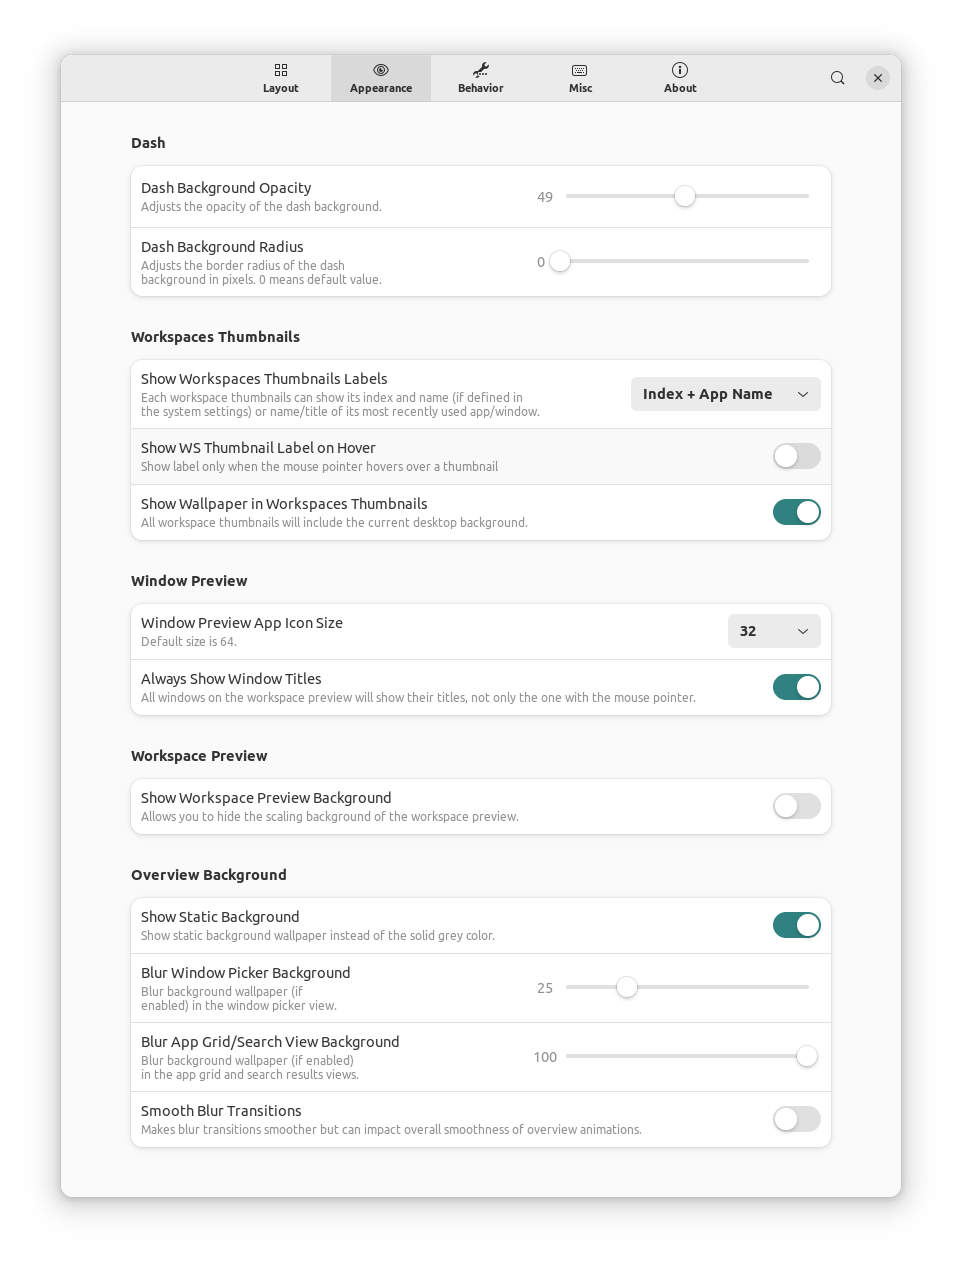 Layout
Appearance
Behavior
Misc
About
Dash
Dash Background Opacity
Adjusts the opacity of the dash background.
49
Dash Background Radius
Adjusts the border radius of the dash
background in pixels. 0 means default value.
0
Workspaces Thumbnails
Show Workspaces Thumbnails Labels
Each workspace thumbnails can show its index and name (if defined in
the system settings) or name/title of its most recently used app/window.
Index + App Name
Show WS Thumbnail Label on Hover
Show label only when the mouse pointer hovers over a thumbnail
Show Wallpaper in Workspaces Thumbnails
All workspace thumbnails will include the current desktop background.
Window Preview
Window Preview App Icon Size
Default size is 64.
32
Always Show Window Titles
All windows on the workspace preview will show their titles, not only the one with the mouse pointer.
Workspace Preview
Show Workspace Preview Background
Allows you to hide the scaling background of the workspace preview.
Overview Background
Show Static Background
Show static background wallpaper instead of the solid grey color.
Blur Window Picker Background
Blur background wallpaper (if
enabled) in the window picker view.
25
Blur App Grid/Search View Background
Blur background wallpaper (if enabled)
in the app grid and search results views.
100
Smooth Blur Transitions
Makes blur transitions smoother but can impact overall smoothness of overview animations.